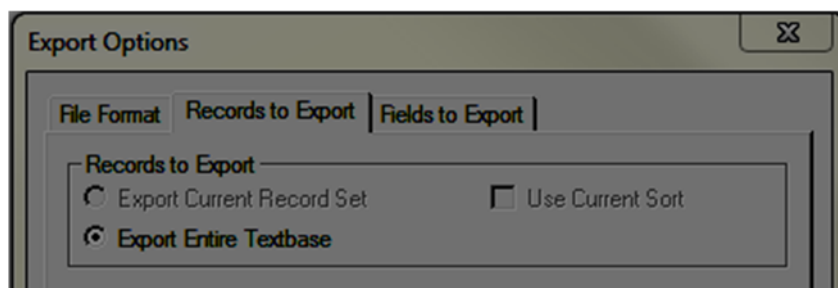 Export Options
File Format Records to Export Fields to Export
Records to Export
Export Current Record Set Use Current Sort
Export Entire Textbase